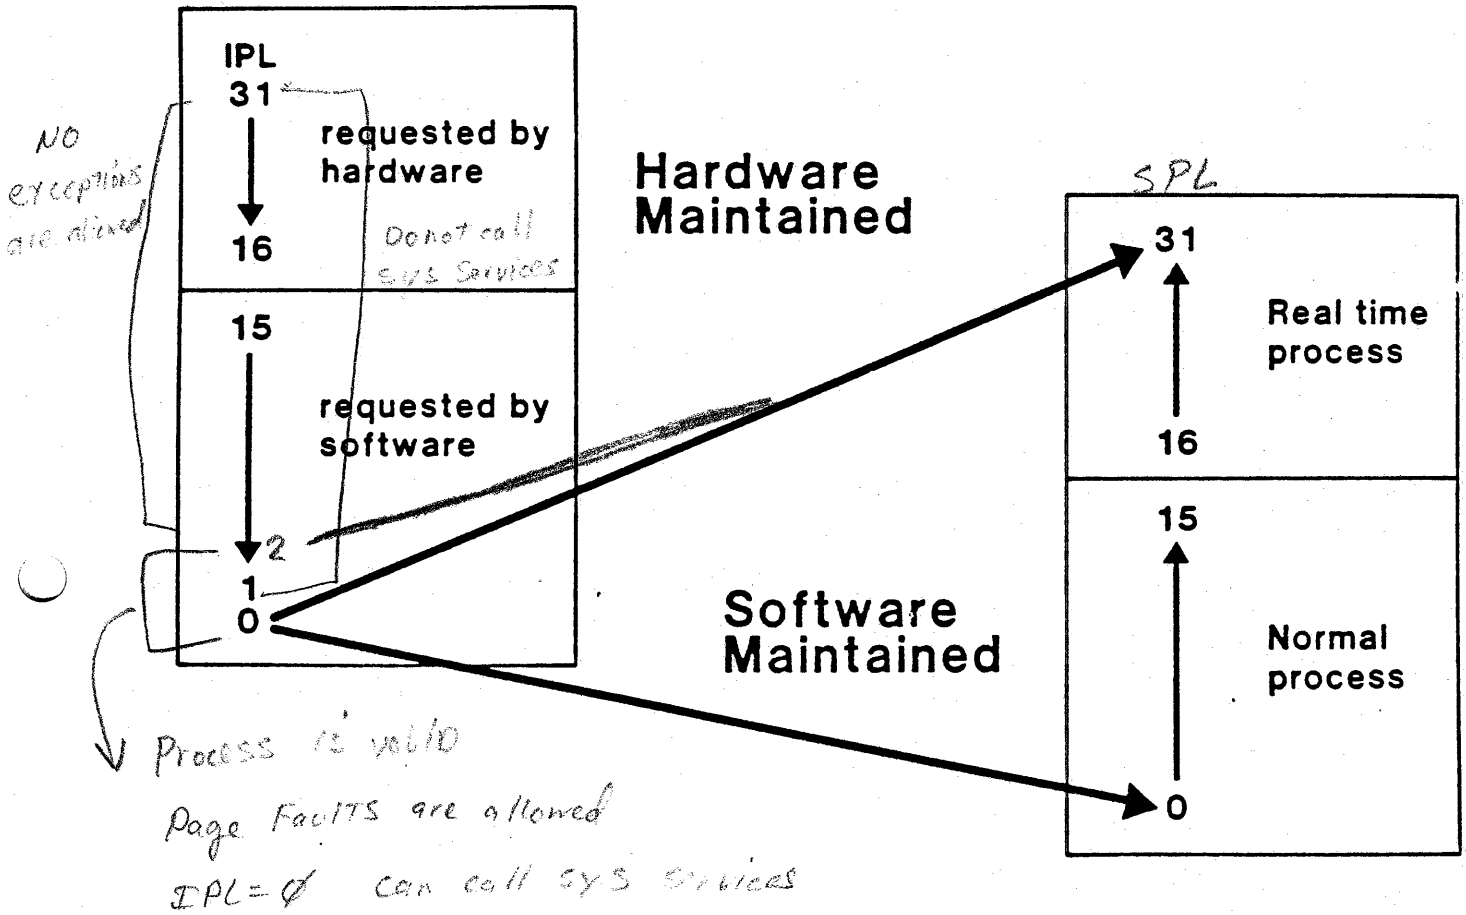 IPL
31
requested by
hardware
16
NO
exceptions
are allowed
Do not call
sys Services
15
requested by
software
2
1
0
Hardware
Maintained
Software
Maintained
SPL
31
Real time
process
16
15
Normal
process
0
Process is
Page Faults are allowed
IPL = Ø can call sys services